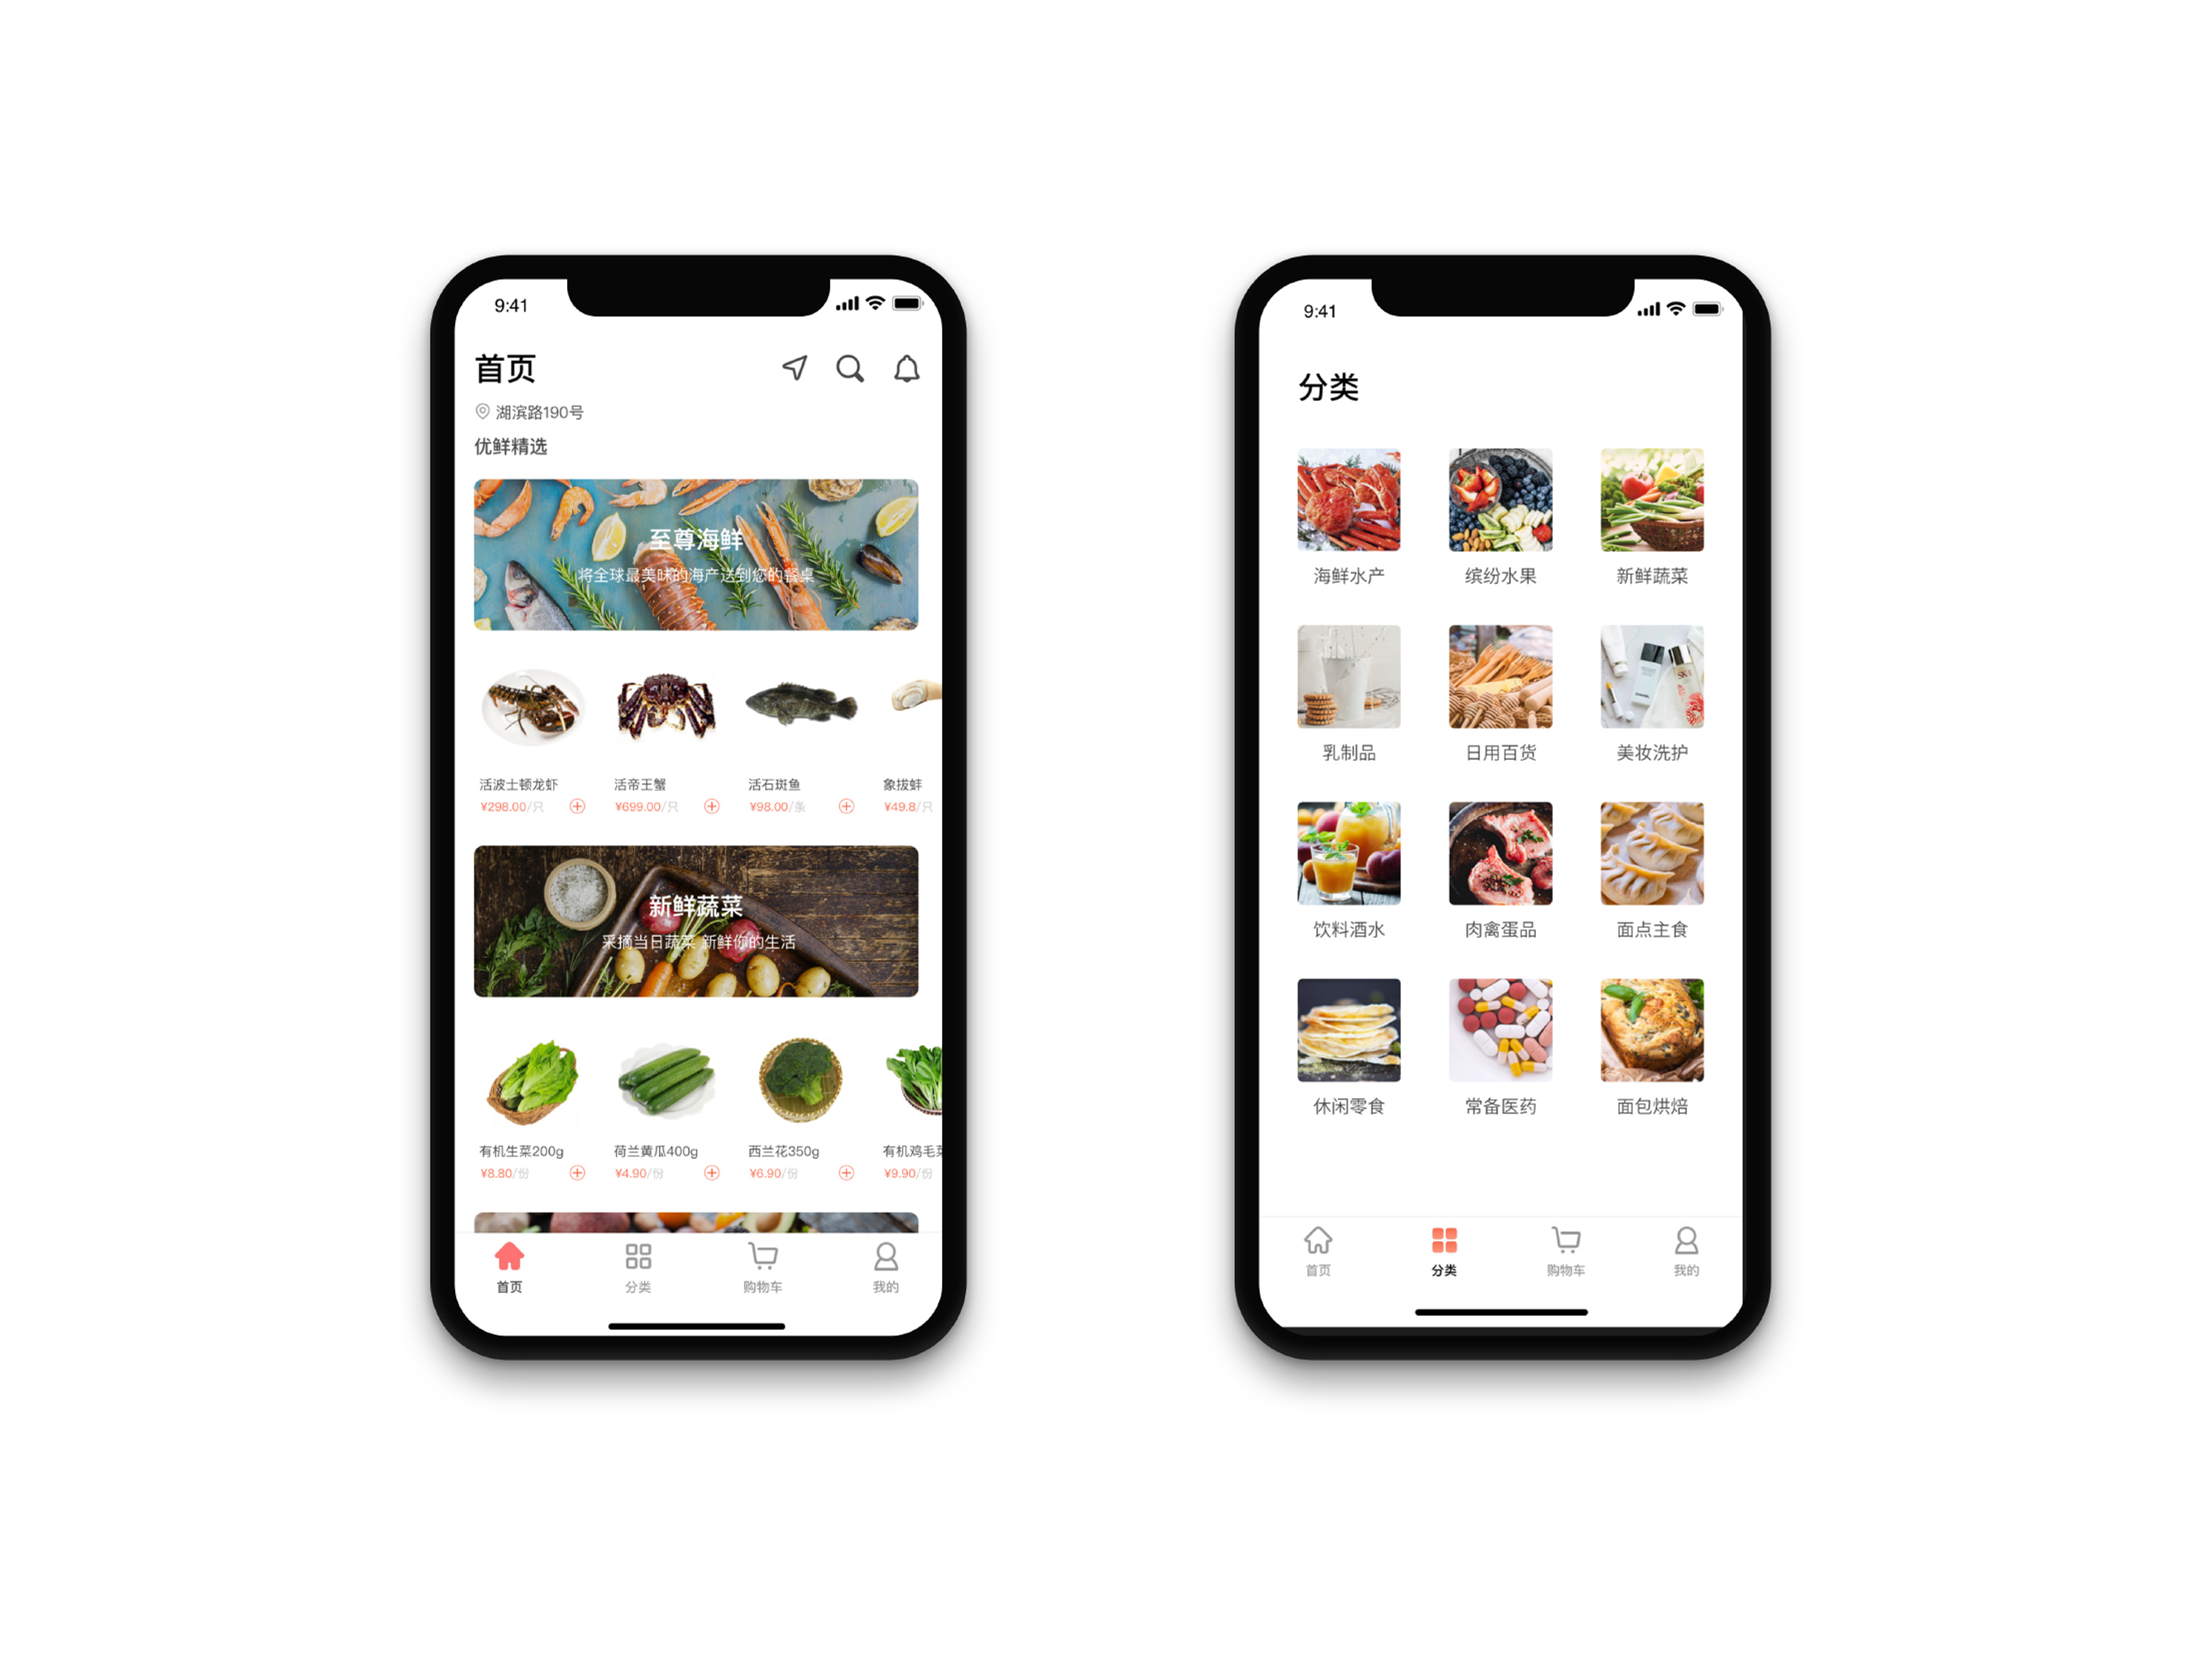 9:41
首页
湖滨路190号
优鲜精选
至尊海鲜
将全球最美味的海产送到您的餐桌
活波士顿龙虾 活帝王蟹 活石斑鱼 象拔蚌
¥298.00/只 ¥699.00/只 ¥98.00/条 ¥49.8/只
新鲜蔬菜
采摘当日蔬菜 新鲜你的生活
有机生菜200g 荷兰黄瓜400g 西兰花350g 有机鸡毛菜
¥8.80/份 ¥4.90/份 ¥6.90/份 ¥9.90/份
首页 分类 购物车 我的
9:41
分类
海鲜水产 缤纷水果 新鲜蔬菜
乳制品 日用百货 美妆洗护
饮料酒水 肉禽蛋品 面点主食
休闲零食 常备医药 面包烘焙
首页 分类 购物车 我的